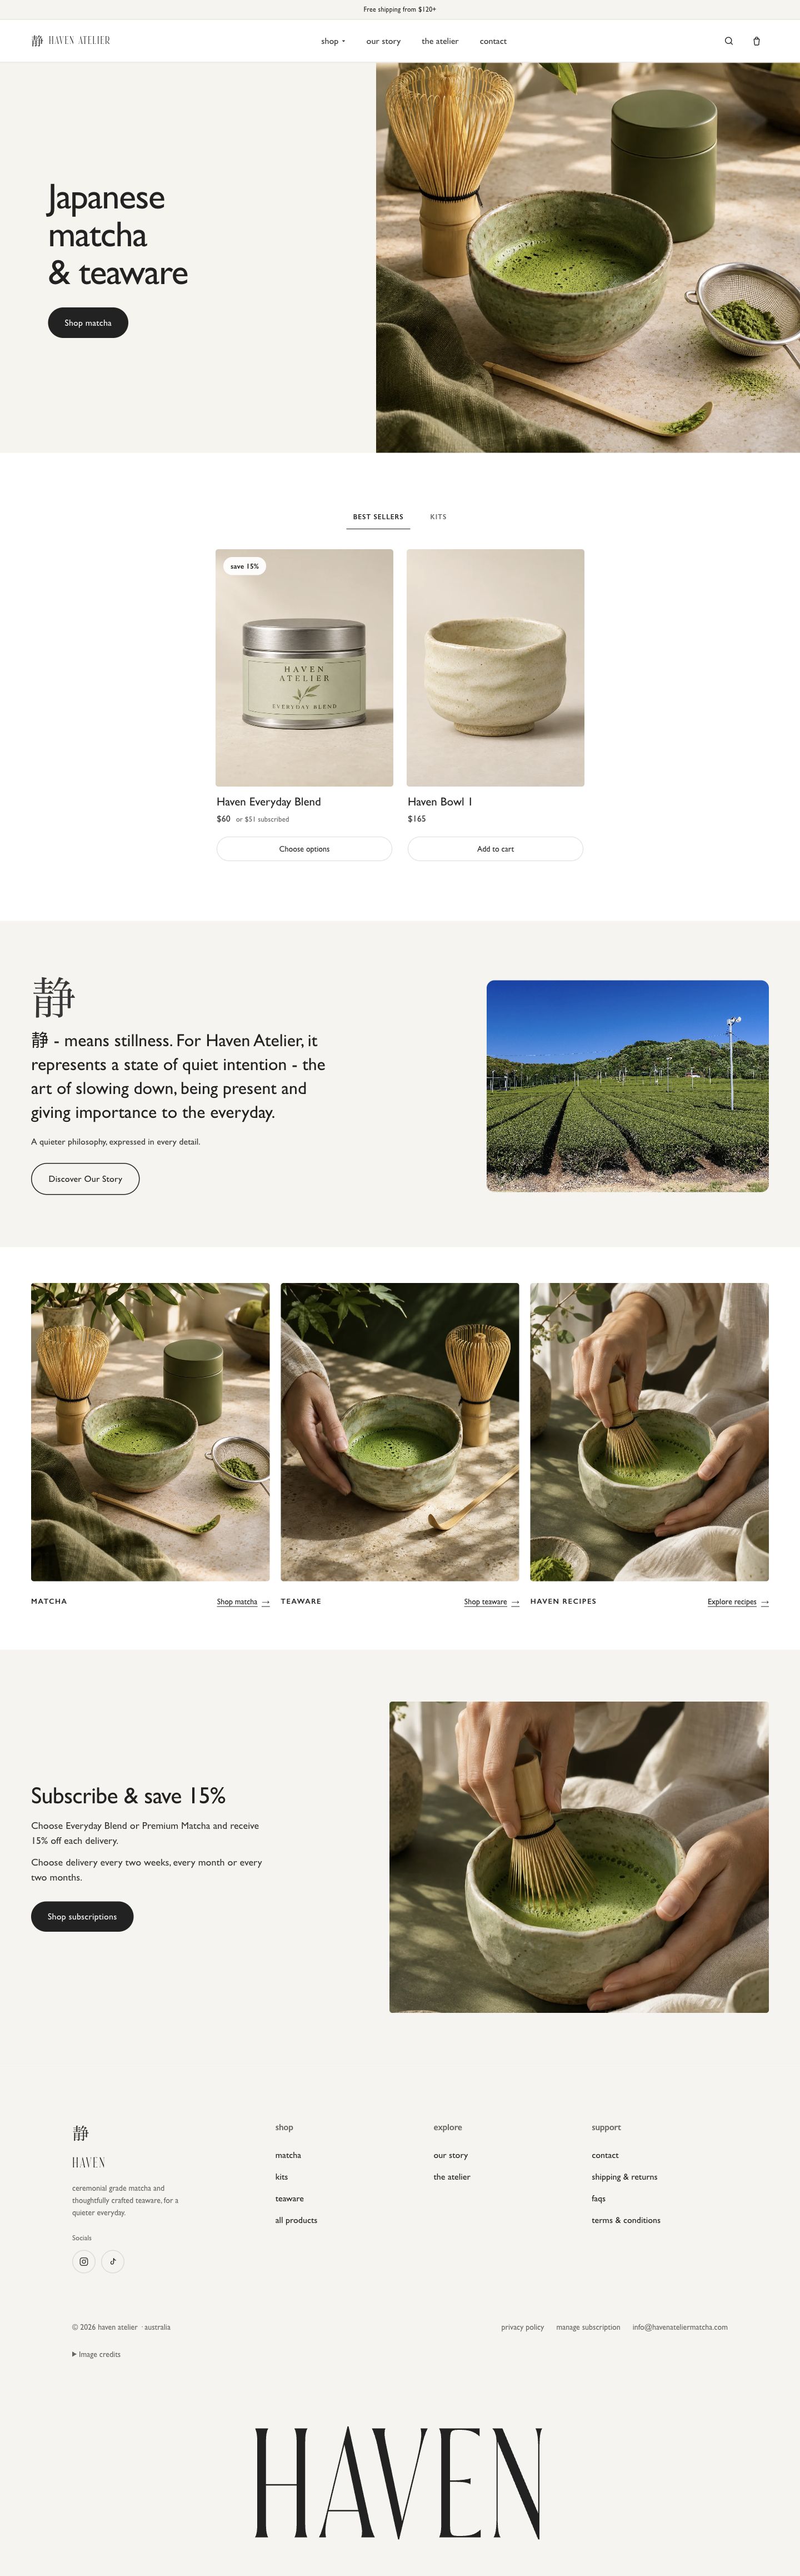 Free shipping from $120+
静 HAVEN ATELIER
shop
our story
the atelier
contact
Japanese
matcha
& teaware
Shop matcha
BEST SELLERS
KITS
save 15%
HAVEN
ATELIER
EVERYDAY BLEND
Haven Everyday Blend
$60 or $51 subscribed
Choose options
Haven Bowl 1
$165
Add to cart
静
静 - means stillness. For Haven Atelier, it
represents a state of quiet intention - the
art of slowing down, being present and
giving importance to the everyday.
A quieter philosophy, expressed in every detail.
Discover Our Story
MATCHA
Shop matcha →
TEAWARE
Shop teaware →
HAVEN RECIPES
Explore recipes →
Subscribe & save 15%
Choose Everyday Blend or Premium Matcha and receive
15% off each delivery.
Choose delivery every two weeks, every month or every
two months.
Shop subscriptions
静
HAVEN
ceremonial grade matcha and
thoughtfully crafted teaware, for a
quieter everyday.
Socials
shop
matcha
kits
teaware
all products
explore
our story
the atelier
support
contact
shipping & returns
faqs
terms & conditions
© 2026 haven atelier · australia
privacy policy
manage subscription
info@havenateliermatcha.com
Image credits
HAVEN